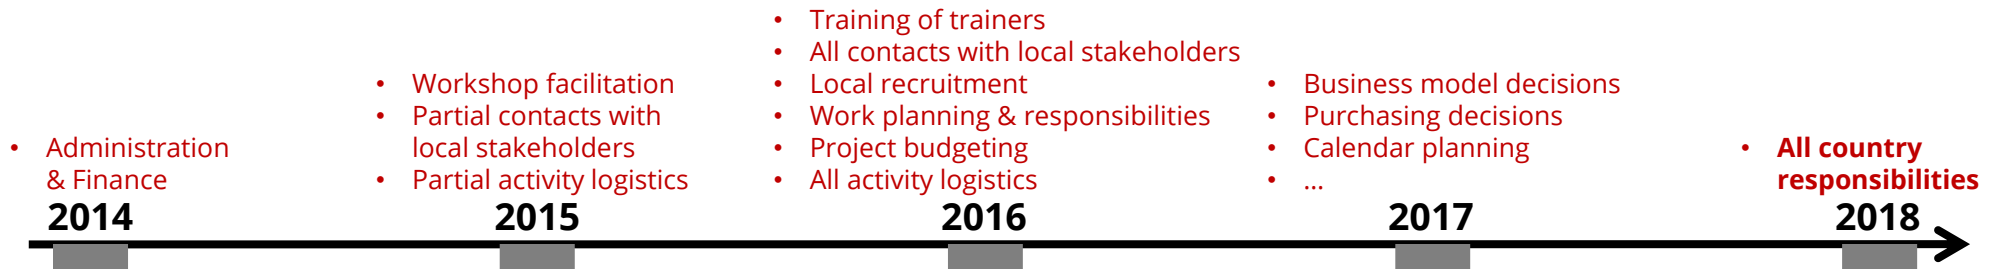 • Administration
& Finance
2014
• Workshop facilitation
• Partial contacts with
local stakeholders
• Partial activity logistics
2015
• Training of trainers
• All contacts with local stakeholders
• Local recruitment
• Work planning & responsibilities
• Project budgeting
• All activity logistics
2016
• Business model decisions
• Purchasing decisions
• Calendar planning
• ...
2017
• All country
responsibilities
2018